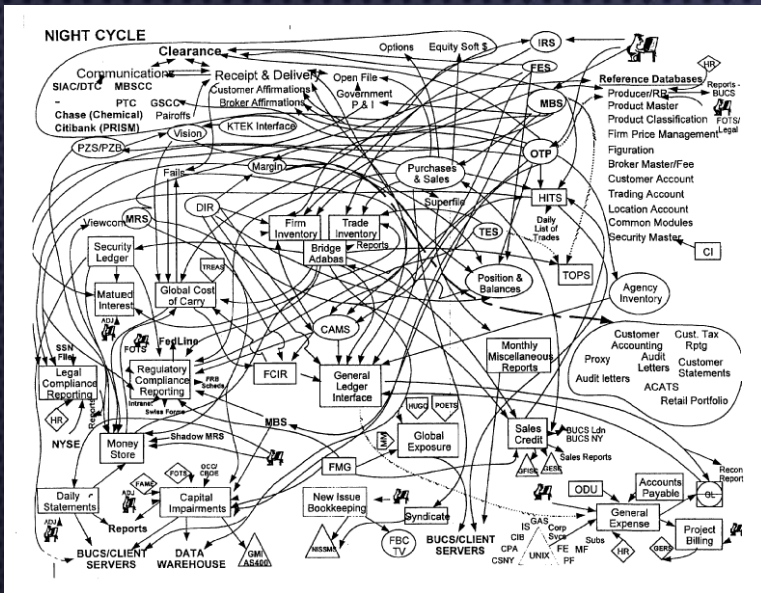 NIGHT CYCLE
Clearance
Communications
SIAC/DTC MBSCC
PTC GSCC
Chase (Chemical) Pairoffs
Citibank (PRISM)
Receipt & Delivery
Customer Affirmations
Broker Affirmations
Options
Equity Soft $
Open File
Government
P & I
IRS
FES
MBS
OTP
HR
Reference Databases
Producer/RR
Product Master
Product Classification
Firm Price Management
Figuration
Broker Master/Fee
Customer Account
Trading Account
Location Account
Common Modules
Security Master
Reports -
BUCS
FOTS/
Legal
CI
Vision
KTEK Interface
PZS/PZB
Fails
Margin
Purchases
& Sales
Superfile
HITS
Daily
List of
Trades
Viewcom
MRS
DIR
Firm
Inventory
Trade
Inventory
Reports
Bridge
Adabas
TES
TOPS
Position &
Balances
Agency
Inventory
Security
Ledger
TREAS
Matued
Interest
Global Cost
of Carry
ADJ
CAMS
SSN
File
FOTS
FedLine
Legal
Compliance
Reporting
Regulatory
Compliance
Reporting
FRB
Scheds
Intranet
Swiss Forms
FCIR
General
Ledger
Interface
Monthly
Miscellaneous
Reports
Customer
Accounting
Cust. Tax
Rptg
Proxy
Audit
Letters
Customer
Statements
Audit letters
ACATS
Retail Portfolio
HR
Reports
NYSE
Money
Store
Shadow MRS
MBS
HUGO
POETS
MM
Global
Exposure
Sales
Credit
BUCS Ldn
BUCS NY
Sales Reports
GFISC
GESC
FMG
Daily
Statements
ADJ
FAME
ADJ
FOTS
OCC/
CBOE
Capital
Impairments
Reports
New Issue
Bookkeeping
Syndicate
NISSMS
FBC
TV
ODU
Accounts
Payable
Recon
Report
GL
General
Expense
Project
Billing
BUCS/CLIENT
SERVERS
DATA
WAREHOUSE
GMI
AS400
BUCS/CLIENT
SERVERS
IS
GAS
Corp
Svcs
CIB
CPA
CSNY
UNIX
Subs
FE
MF
PF
HR
GERS